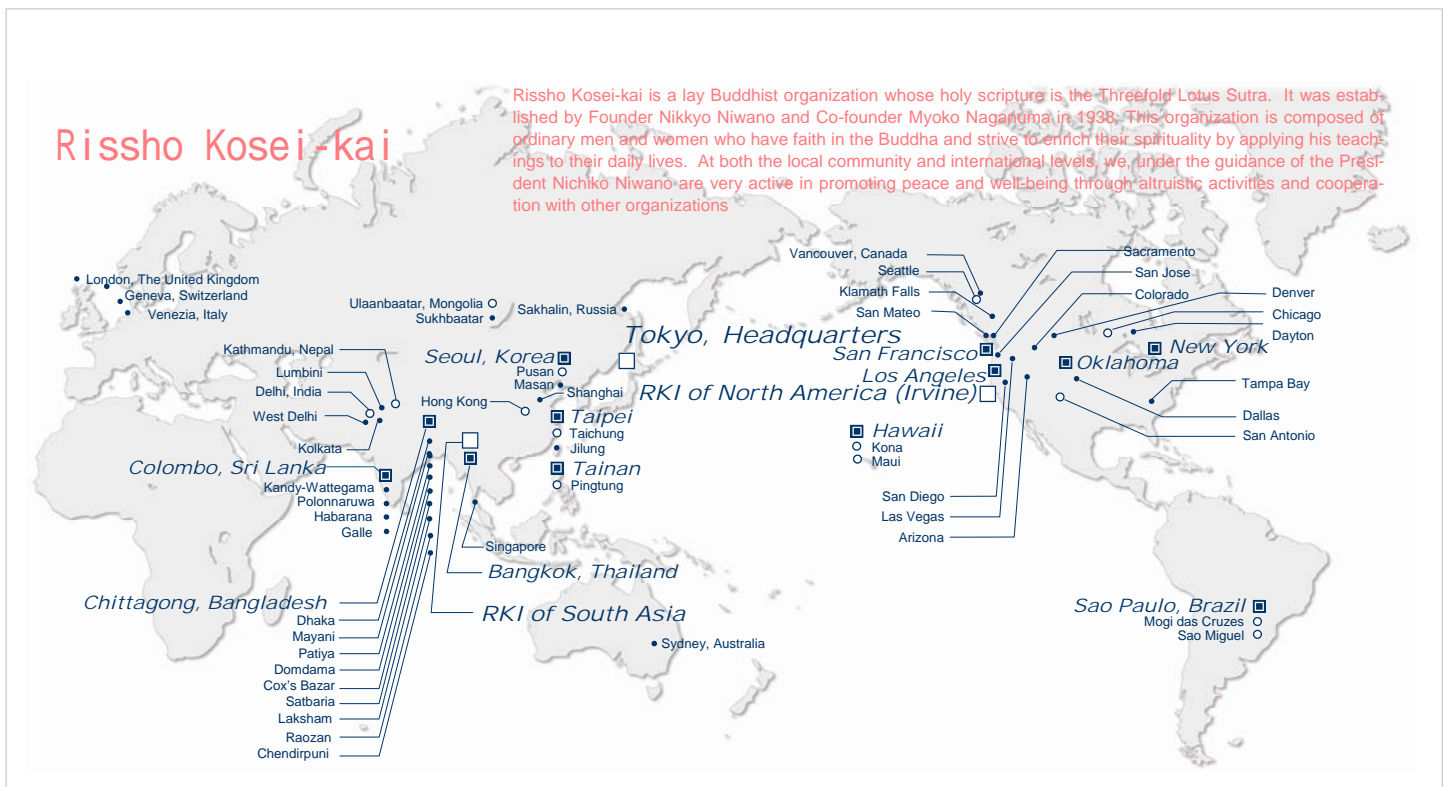 Rissho Kosei-kai is a lay Buddhist organization whose holy scripture is the Threefold Lotus Sutra. It was estab-
lished by Founder Nikkyo Niwano and Co-founder Myoko Naganuma in 1938. This organization is composed of
ordinary men and women who have faith in the Buddha and strive to enrich their spirituality by applying his teach-
ings to their daily lives. At both the local community and international levels, we, under the guidance of the Presi-
dent Nichiko Niwano are very active in promoting peace and well-being through altruistic activities and coopera-
tion with other organizations
Rissho Kosei-kai
London, The United Kingdom
Geneva, Switzerland
Venezia, Italy
Ulaanbaatar, Mongolia
Sukhbaatar
Sakhalin, Russia
Tokyo, Headquarters
Seoul, Korea
Pusan
Masan
Shanghai
Hong Kong
Kathmandu, Nepal
Lumbini
Delhi, India
West Delhi
Kolkata
Colombo, Sri Lanka
Kandy-Wattegama
Polonnaruwa
Habarana
Galle
Taipei
Taichung
Jilung
Tainan
Pingtung
Singapore
Bangkok, Thailand
RKI of South Asia
Chittagong, Bangladesh
Dhaka
Mayani
Patiya
Domdama
Cox's Bazar
Satbaria
Laksham
Raozan
Chendirpuni
Sydney, Australia
Vancouver, Canada
Seattle
Klamath Falls
San Mateo
San Francisco
Los Angeles
RKI of North America (Irvine)
Sacramento
San Jose
Colorado
Denver
Chicago
Dayton
New York
Oklahoma
Tampa Bay
Dallas
San Antonio
Hawaii
Kona
Maui
San Diego
Las Vegas
Arizona
Sao Paulo, Brazil
Mogi das Cruzes
Sao Miguel